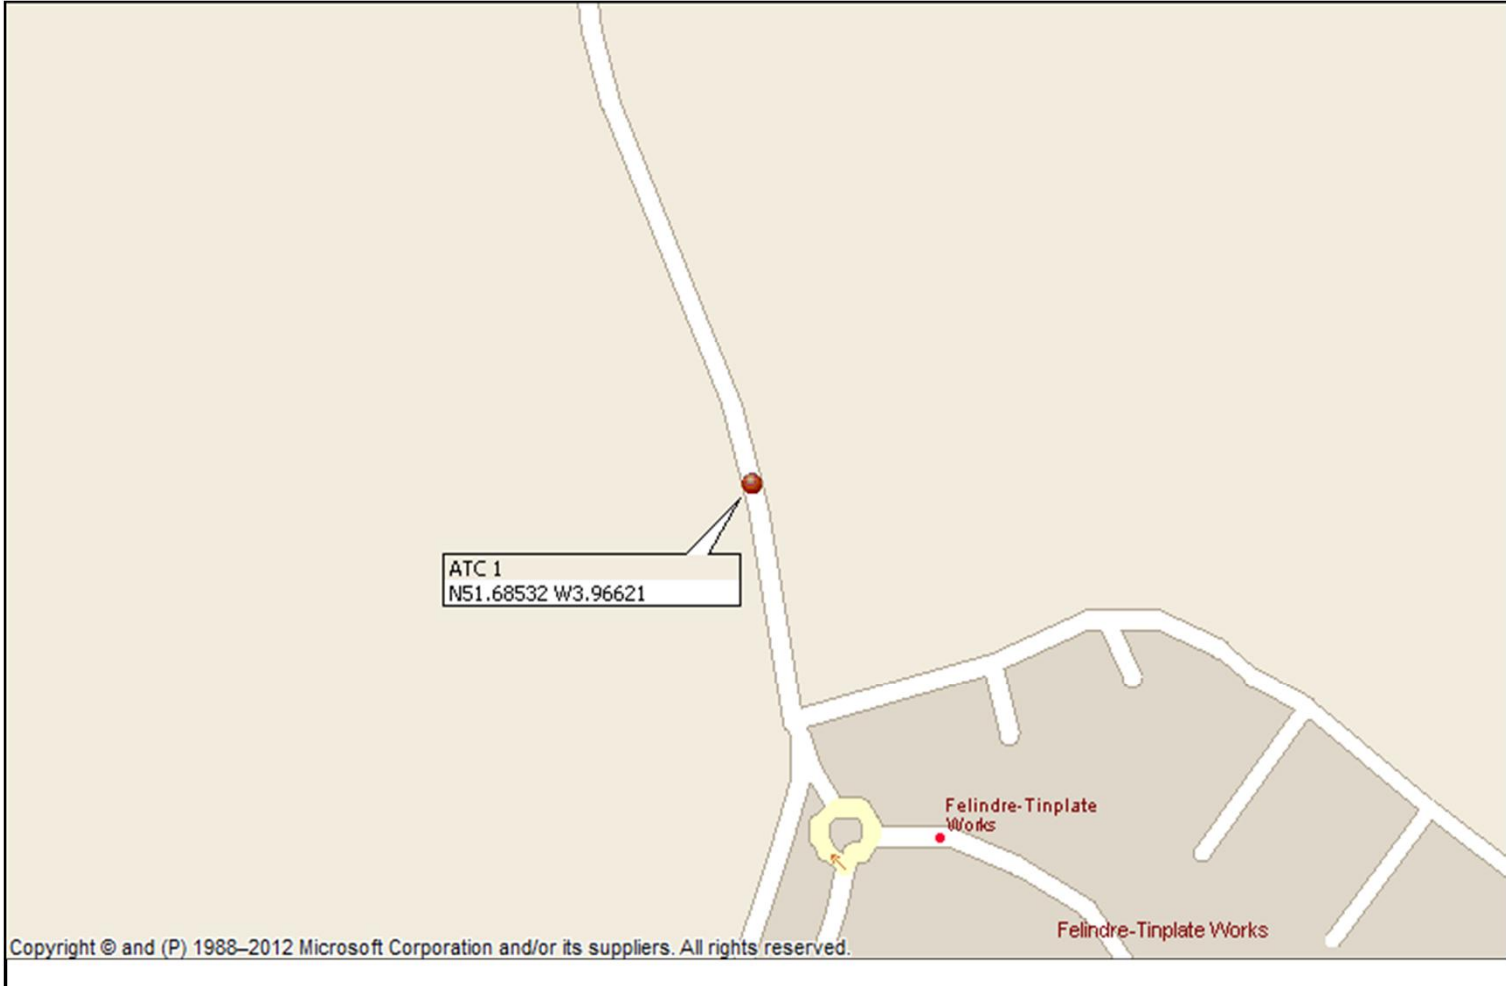 ATC 1
N51.68532 W3.96621
Felindre-Tinplate
Works
Felindre-Tinplate Works
Copyright © and (P) 1988–2012 Microsoft Corporation and/or its suppliers. All rights reserved.